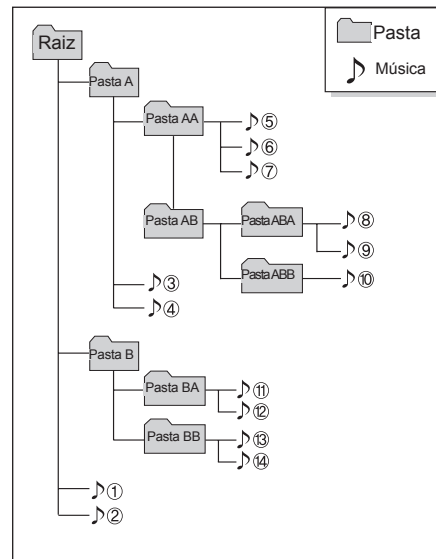 Raiz
Pasta
Música
Pasta A
Pasta AA
⑤
⑥
⑦
Pasta AB
Pasta ABA
⑧
⑨
Pasta ABB
⑩
③
④
Pasta B
Pasta BA
⑪
⑫
Pasta BB
⑬
⑭
①
②